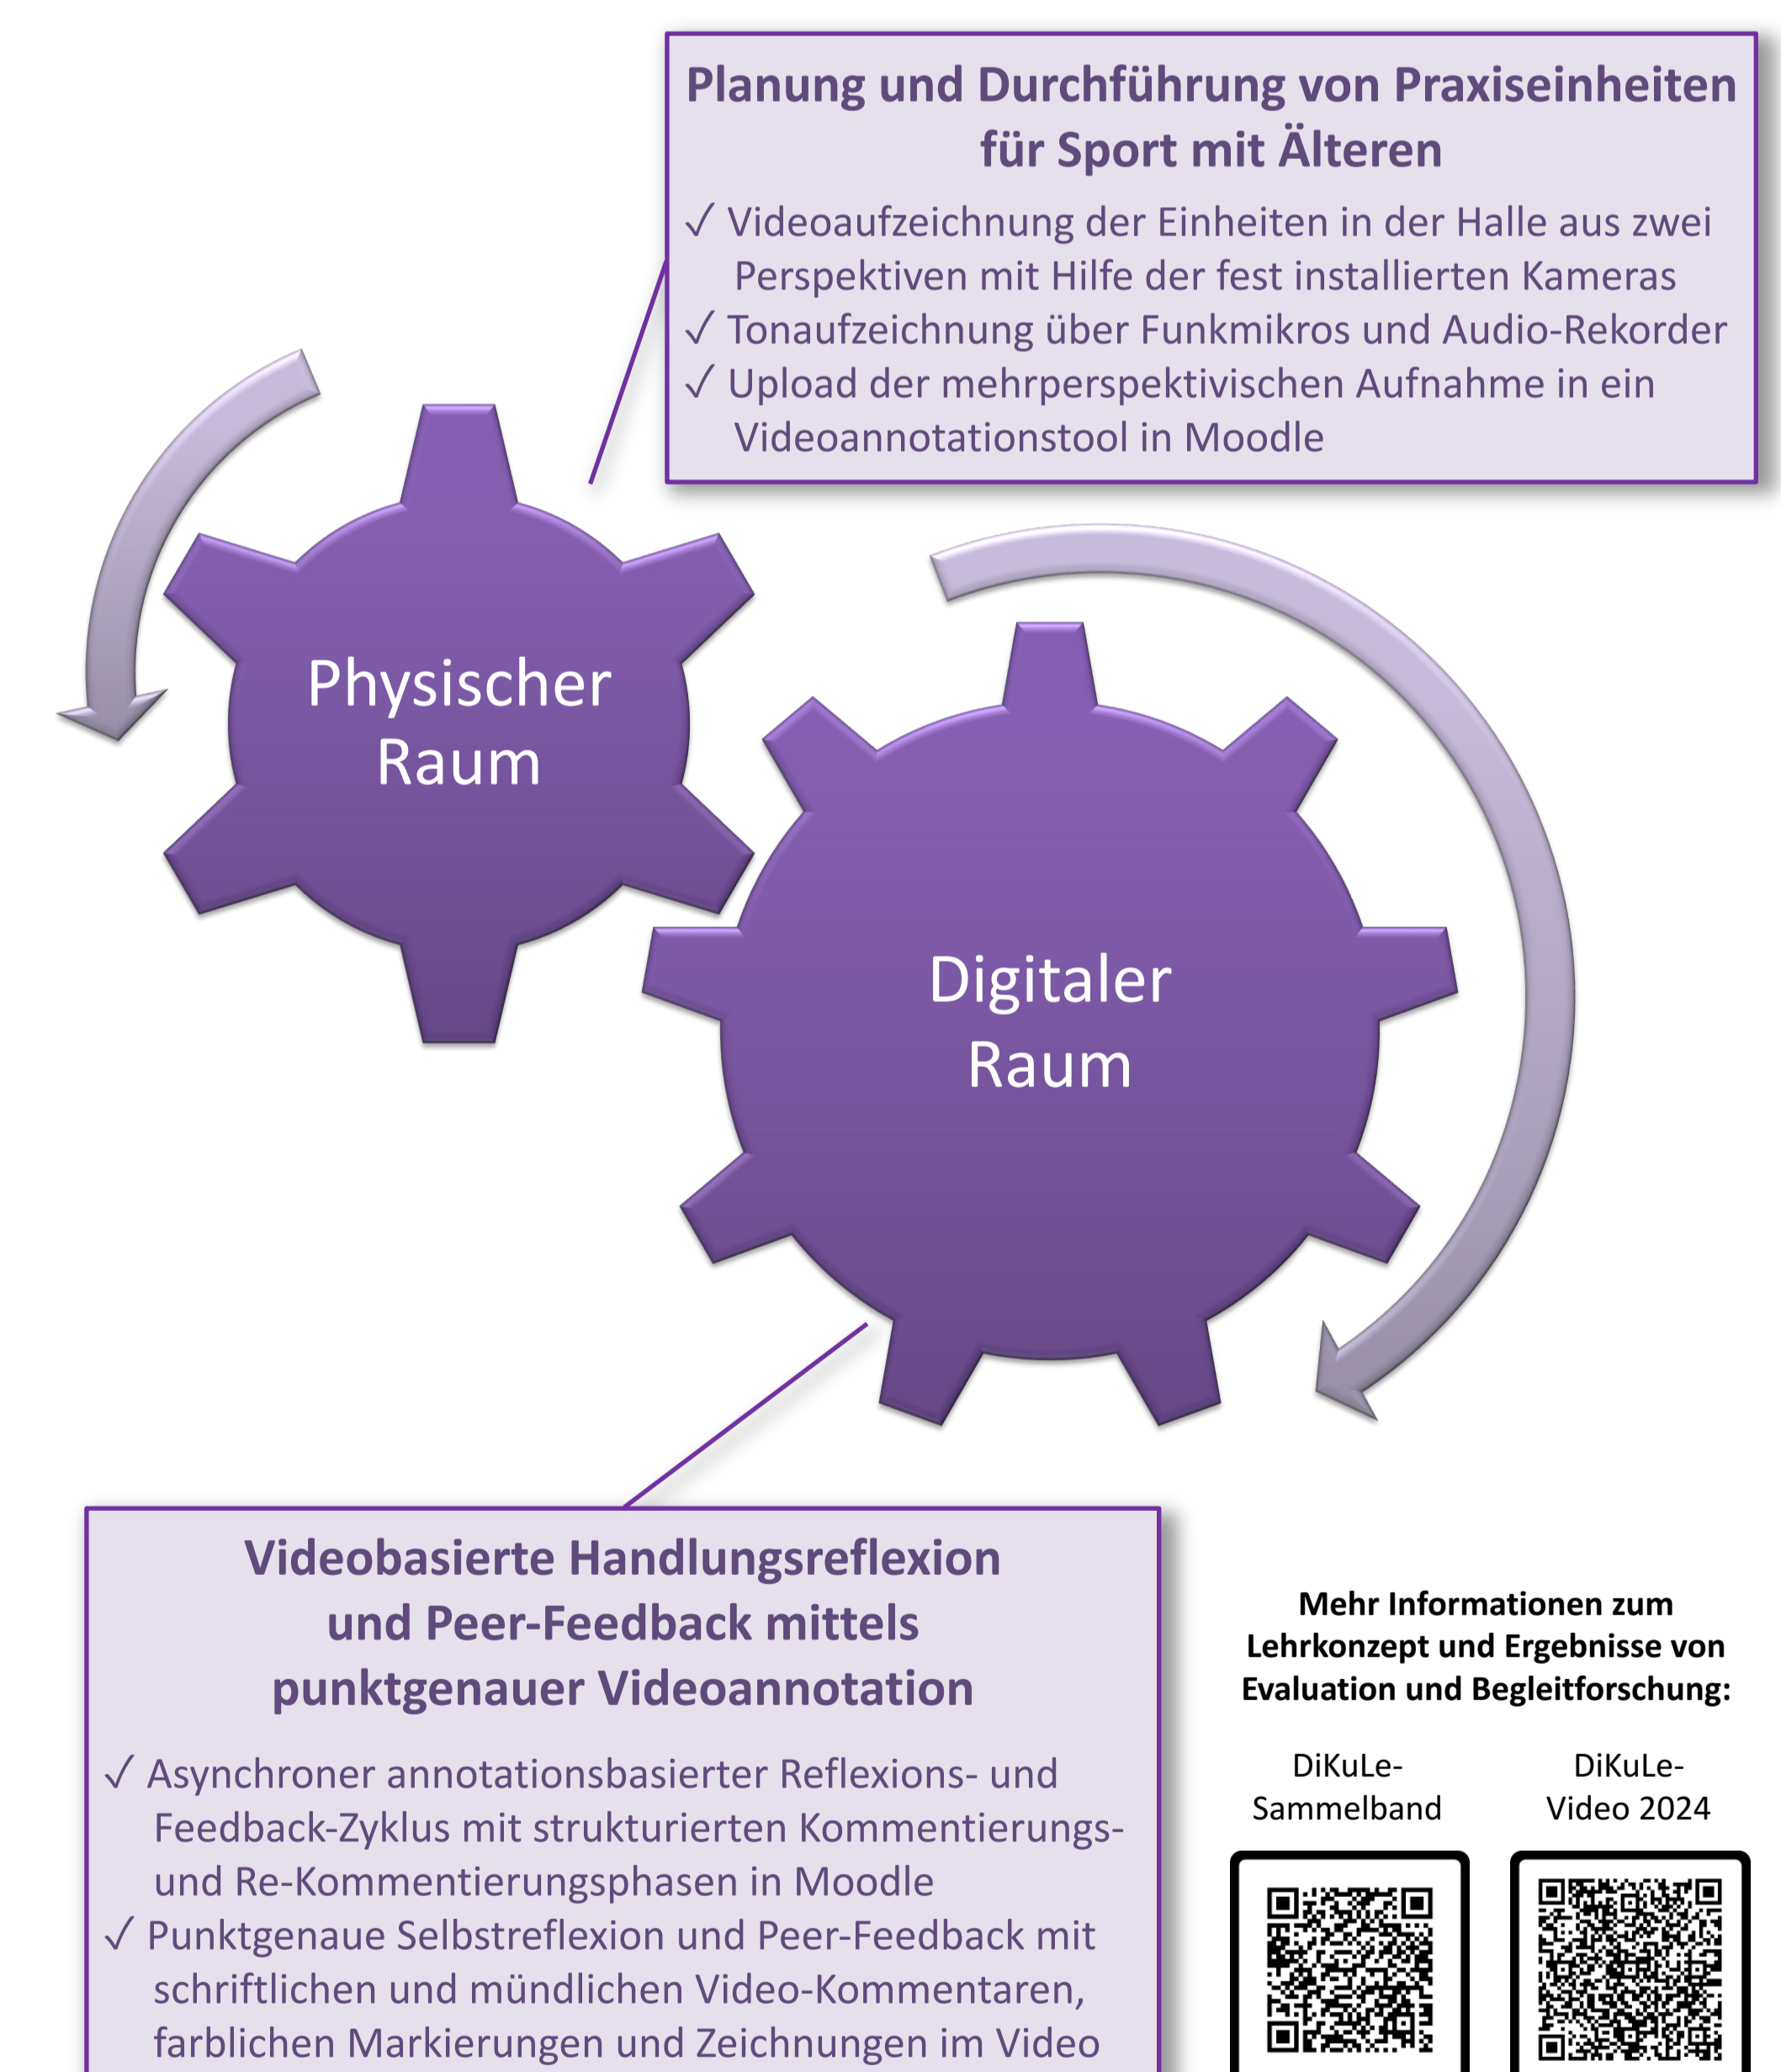 Planung und Durchführung von Praxiseinheiten
für Sport mit Älteren
✓ Videoaufzeichnung der Einheiten in der Halle aus zwei
Perspektiven mit Hilfe der fest installierten Kameras
✓ Tonaufzeichnung über Funkmikros und Audio-Rekorder
✓ Upload der mehrperspektivischen Aufnahme in ein
Videoannotationstool in Moodle
Physischer
Raum
Digitaler
Raum
Videobasierte Handlungsreflexion
und Peer-Feedback mittels
punktgenauer Videoannotation
✓ Asynchroner annotationsbasierter Reflexions- und
Feedback-Zyklus mit strukturierten Kommentierungs-
und Re-Kommentierungsphasen in Moodle
✓ Punktgenaue Selbstreflexion und Peer-Feedback mit
schriftlichen und mündlichen Video-Kommentaren,
farblichen Markierungen und Zeichnungen im Video
Mehr Informationen zum
Lehrkonzept und Ergebnisse von
Evaluation und Begleitforschung:
DiKuLe-
Sammelband
DiKuLe-
Video 2024